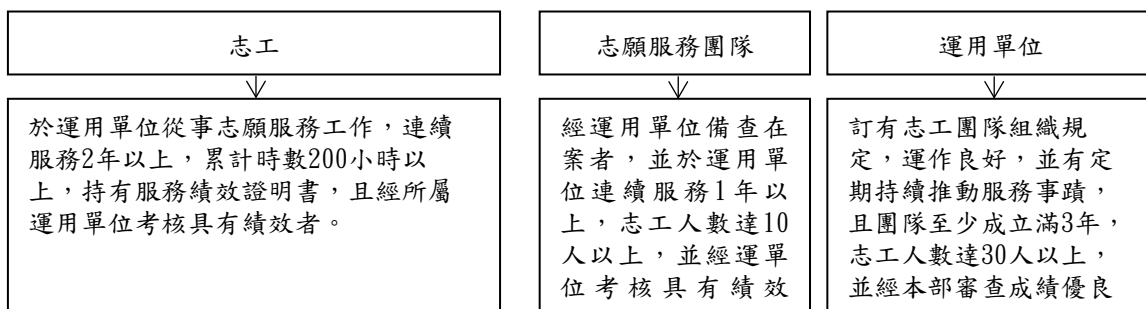 志工
志願服務團隊
運用單位
於運用單位從事志願服務工作，連續
服務2年以上，累計時數200小時以
上，持有服務績效證明書，且經所屬
運用單位考核具有績效者。
經運用單位備查在
案者，並於運用單
位連續服務1年以
上，志工人數達10
人以上，並經運單
位考核具有績效
訂有志工團隊組織規
定，運作良好，並有定
期持續推動服務事蹟，
且團隊至少成立滿3年，
志工人數達30人以上，
並經本部審查成績優良